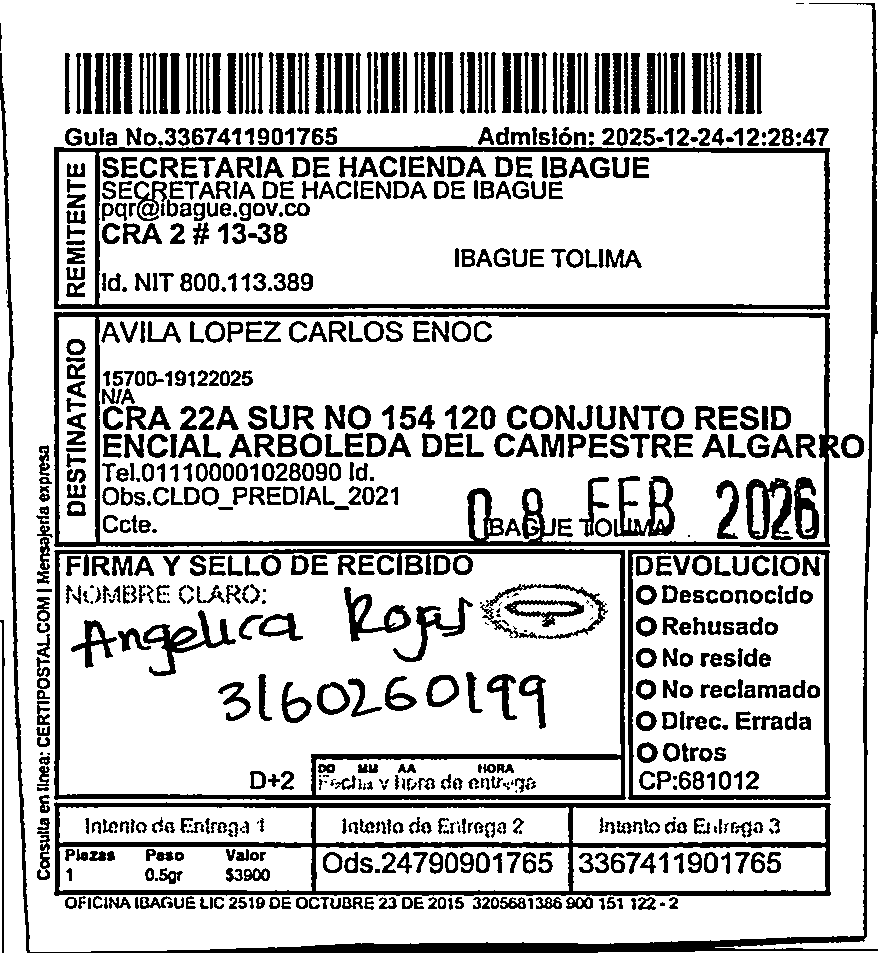 Guia No.3367411901765 Admisión: 2025-12-24-12:28:47
REMITENTE
SECRETARIA DE HACIENDA DE IBAGUE
SECRETARIA DE HACIENDA DE IBAGUE
pqr@ibague.gov.co
CRA 2 # 13-38
IBAGUE TOLIMA
Id. NIT 800.113.389
DESTINATARIO
AVILA LOPEZ CARLOS ENOC
15700-19122025
N/A
CRA 22A SUR NO 154 120 CONJUNTO RESID
ENCIAL ARBOLEDA DEL CAMPESTRE ALGARRO
Tel.011100001028090 Id.
Obs.CLDO_PREDIAL_2021
Ccte.
IBAGUE TOLIMA
08 FEB 2026
FIRMA Y SELLO DE RECIBIDO
NOMBRE CLARO:
Angelica Rojas
3160260199
D+2
DD MM AA HORA
Fecha y hora de entrega
DEVOLUCION
Desconocido
Rehusado
No reside
No reclamado
Direc. Errada
Otros
CP:681012
Intento de Entrega 1 Intento de Entrega 2 Intento de Entrega 3
Piezas Peso Valor
1 0.5gr $3900
Ods.24790901765 3367411901765
OFICINA IBAGUE LIC 2519 DE OCTUBRE 23 DE 2015 3205681386 900 151 122 - 2
Consulta en línea: CERTIPOSTAL.COM | Mensajería expresa